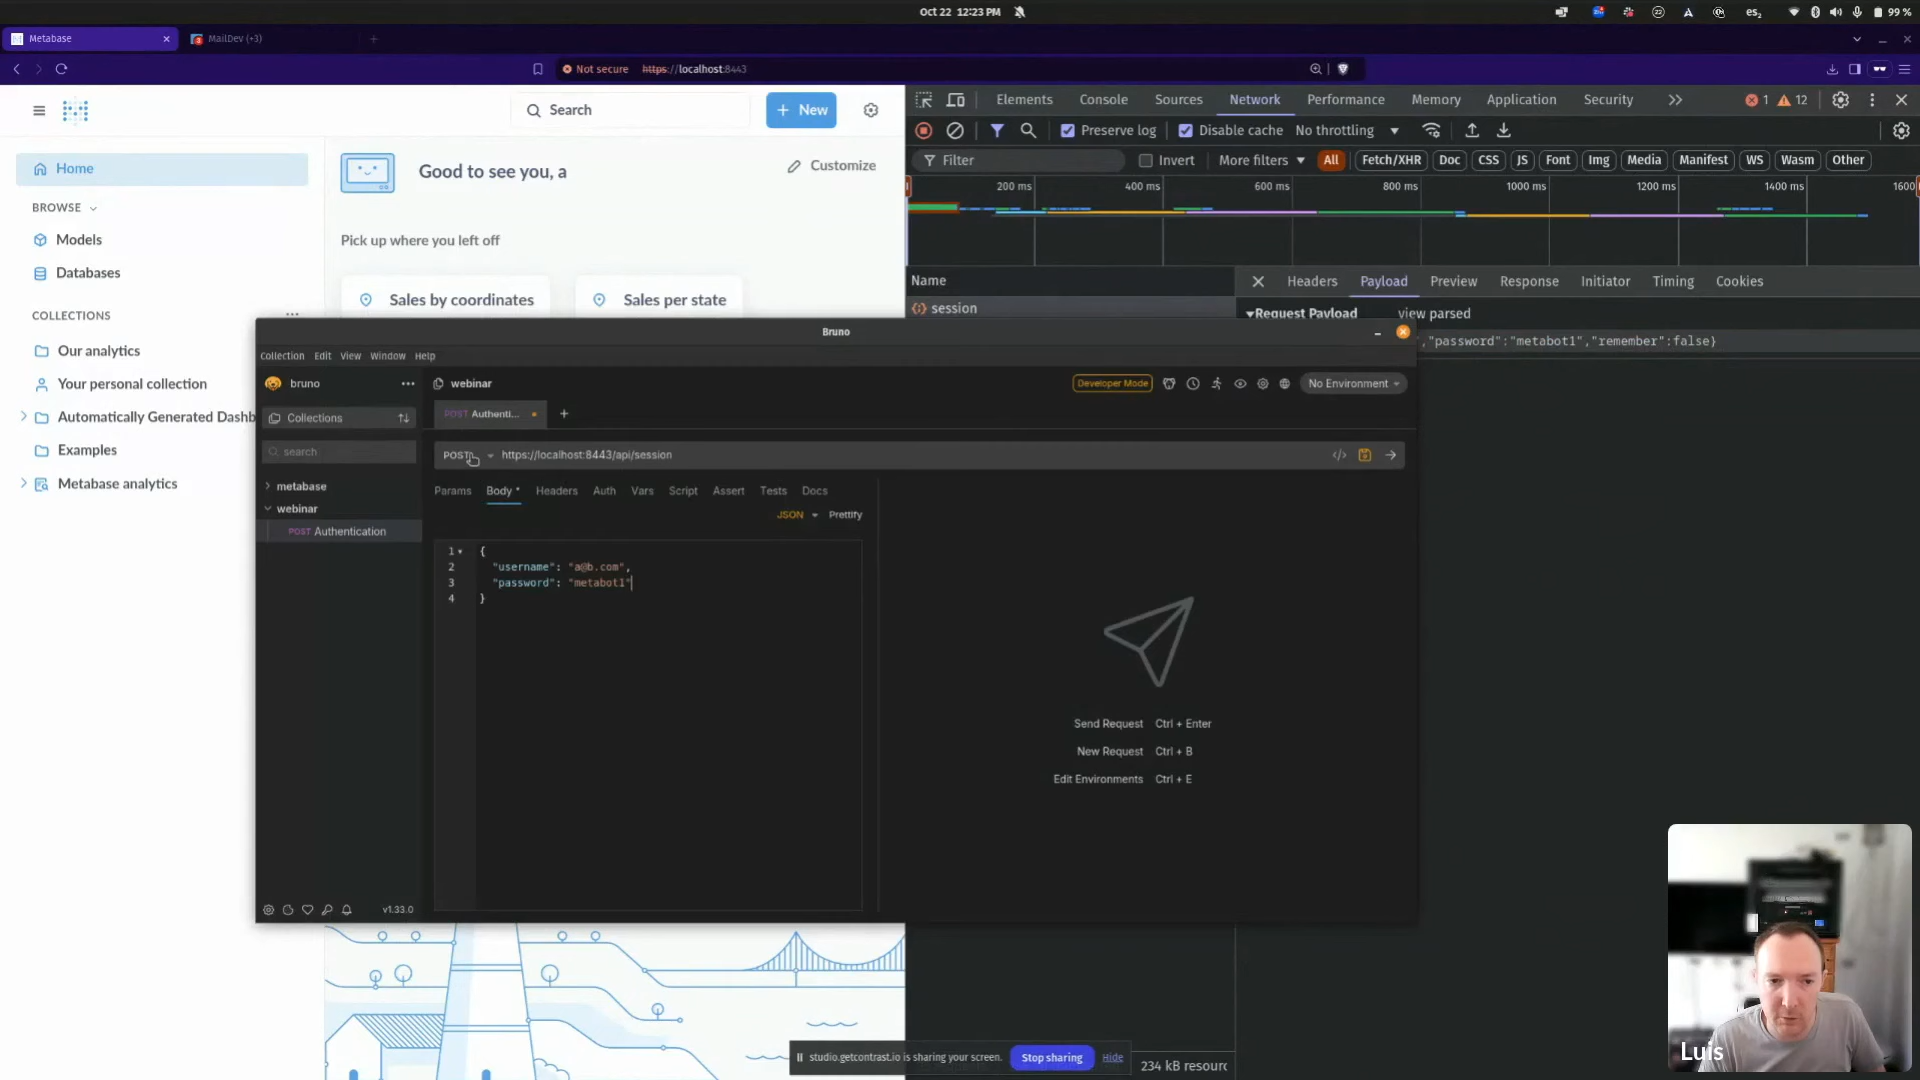 Oct 22 12:23 PM
es₂
99 %
Metabase
MailDev (+3)
Not secure
https://localhost:8443
Search
New
Home
Good to see you, a
Customize
BROWSE
Models
Databases
Pick up where you left off
Sales by coordinates
Sales per state
COLLECTIONS
Our analytics
Your personal collection
Automatically Generated Dashb
Examples
Metabase analytics
Elements
Console
Sources
Network
Performance
Memory
Application
Security
1
12
Preserve log
Disable cache
No throttling
Filter
Invert
More filters
All
Fetch/XHR
Doc
CSS
JS
Font
Img
Media
Manifest
WS
Wasm
Other
200 ms
400 ms
600 ms
800 ms
1000 ms
1200 ms
1400 ms
1600
Name
Headers
Payload
Preview
Response
Initiator
Timing
Cookies
session
Request Payload
view parsed
","password":"metabot1","remember":false}
Bruno
Collection
Edit
View
Window
Help
bruno
Collections
search
metabase
webinar
POST Authentication
v1.33.0
webinar
Developer Mode
No Environment
POST Authenti...
POST
https://localhost:8443/api/session
Params
Body
Headers
Auth
Vars
Script
Assert
Tests
Docs
JSON
Prettify
1 {
2 "username": "a@b.com",
3 "password": "metabot1"
4 }
Send Request Ctrl + Enter
New Request Ctrl + B
Edit Environments Ctrl + E
studio.getcontrast.io is sharing your screen.
Stop sharing
Hide
234 kB resourc
Luis